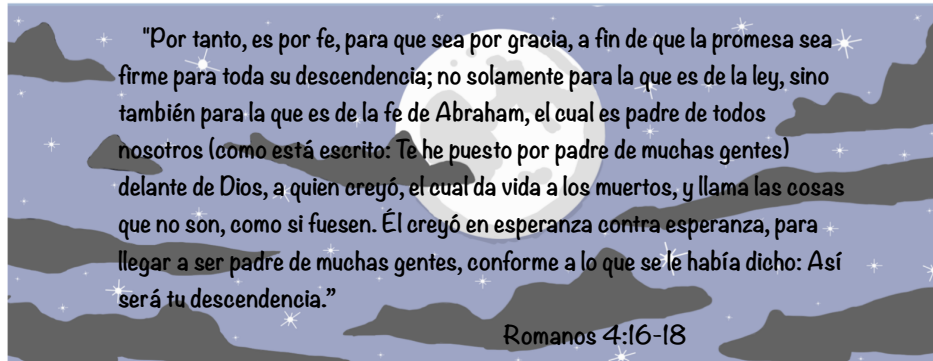 "Por tanto, es por fe, para que sea por gracia, a fin de que la promesa sea
firme para toda su descendencia; no solamente para la que es de la ley, sino
también para la que es de la fe de Abraham, el cual es padre de todos
nosotros (como está escrito: Te he puesto por padre de muchas gentes)
delante de Dios, a quien creyó, el cual da vida a los muertos, y llama las cosas
que no son, como si fuesen. Él creyó en esperanza contra esperanza, para
llegar a ser padre de muchas gentes, conforme a lo que se le había dicho: Así
será tu descendencia.”
Romanos 4:16-18